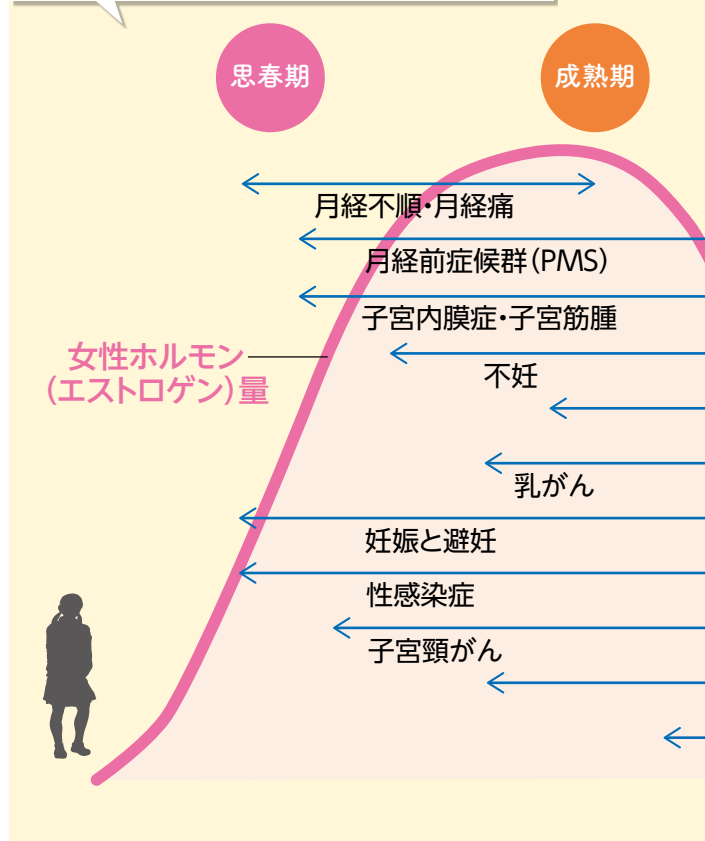 思春期
成熟期
月経不順・月経痛
月経前症候群(PMS)
子宮内膜症・子宮筋腫
女性ホルモン
(エストロゲン)量
不妊
乳がん
妊娠と避妊
性感染症
子宮頸がん